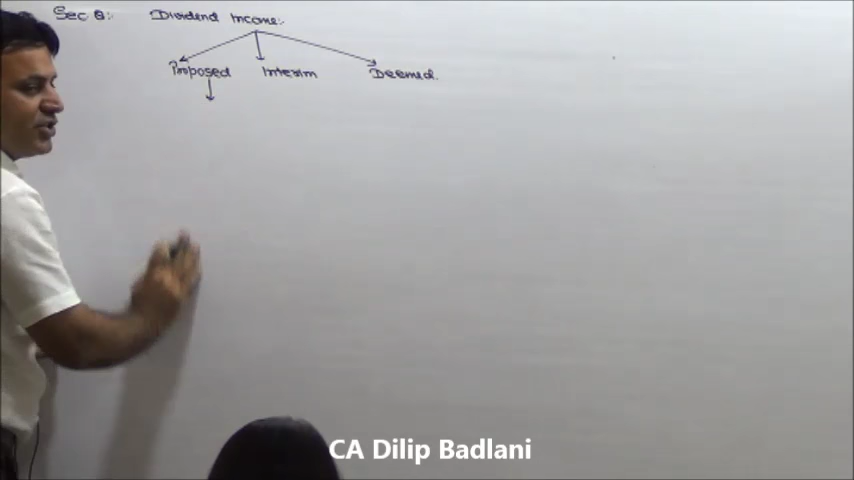 Sec 8:- Dividend Income:-
Proposed Interim Deemed.
CA Dilip Badlani